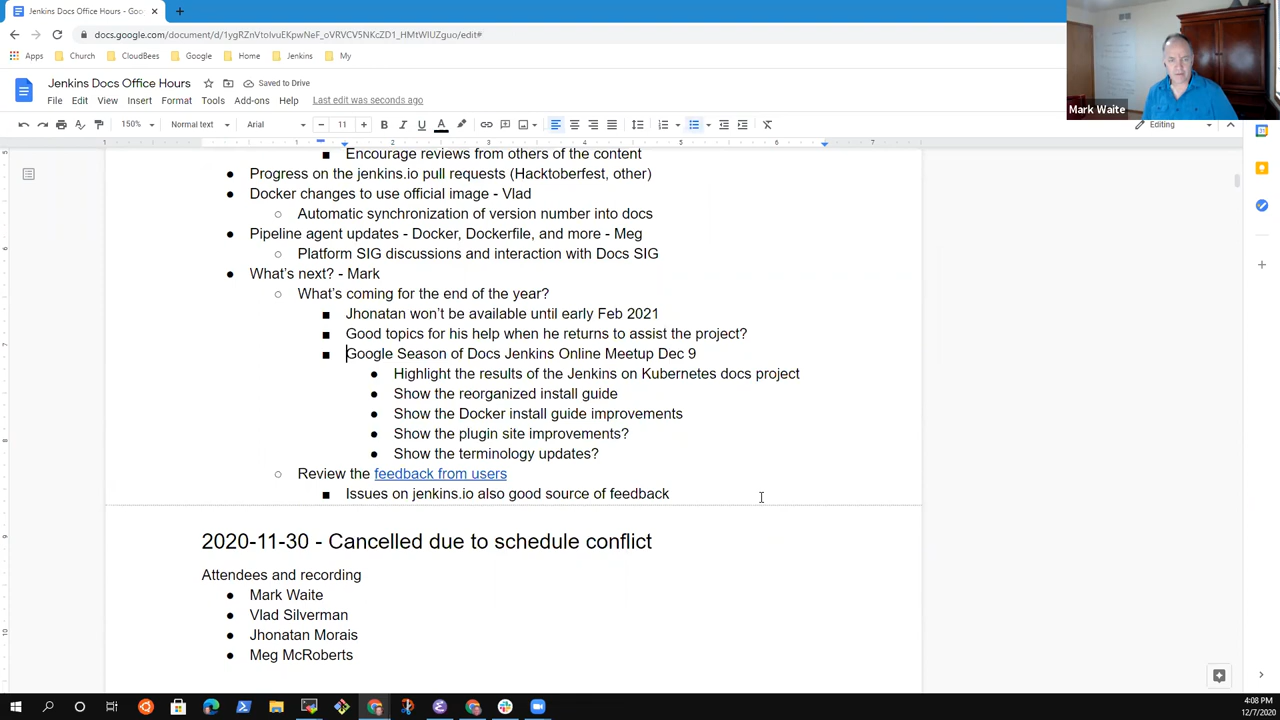 Jenkins Docs Office Hours - Goo
docs.google.com/document/d/1ygRZnVtoIvuEKpwNeF_oVRVCV5NKcZD1_HMtWIUZguo/edit#
Apps Church CloudBees Google Home Jenkins My
Mark Waite
Jenkins Docs Office Hours Saved to Drive
File Edit View Insert Format Tools Add-ons Help Last edit was seconds ago
150% Normal text Arial 11 Editing
1 1 2 3 4 5 6 7
Encourage reviews from others of the content
Progress on the jenkins.io pull requests (Hacktoberfest, other)
Docker changes to use official image - Vlad
Automatic synchronization of version number into docs
Pipeline agent updates - Docker, Dockerfile, and more - Meg
Platform SIG discussions and interaction with Docs SIG
What's next? - Mark
What's coming for the end of the year?
Jhonatan won't be available until early Feb 2021
Good topics for his help when he returns to assist the project?
Google Season of Docs Jenkins Online Meetup Dec 9
Highlight the results of the Jenkins on Kubernetes docs project
Show the reorganized install guide
Show the Docker install guide improvements
Show the plugin site improvements?
Show the terminology updates?
Review the feedback from users
Issues on jenkins.io also good source of feedback
2020-11-30 - Cancelled due to schedule conflict
Attendees and recording
Mark Waite
Vlad Silverman
Jhonatan Morais
Meg McRoberts
4:08 PM
12/7/2020